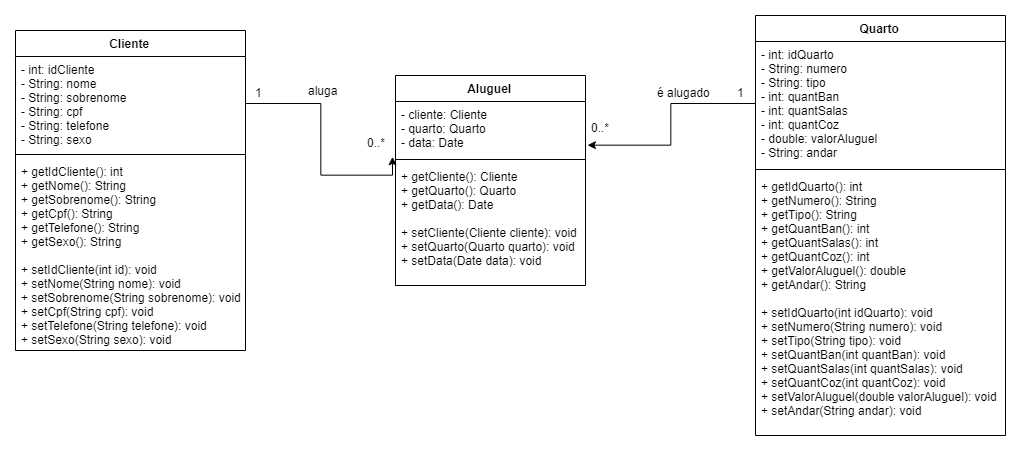 Cliente
- int: idCliente
- String: nome
- String: sobrenome
- String: cpf
- String: telefone
- String: sexo
+ getIdCliente(): int
+ getNome(): String
+ getSobrenome(): String
+ getCpf(): String
+ getTelefone(): String
+ getSexo(): String
+ setIdCliente(int id): void
+ setNome(String nome): void
+ setSobrenome(String sobrenome): void
+ setCpf(String cpf): void
+ setTelefone(String telefone): void
+ setSexo(String sexo): void
1
aluga
0..*
Aluguel
- cliente: Cliente
- quarto: Quarto
- data: Date
+ getCliente(): Cliente
+ getQuarto(): Quarto
+ getData(): Date
+ setCliente(Cliente cliente): void
+ setQuarto(Quarto quarto): void
+ setData(Date data): void
0..*
é alugado
1
Quarto
- int: idQuarto
- String: numero
- String: tipo
- int: quantBan
- int: quantSalas
- int: quantCoz
- double: valorAluguel
- String: andar
+ getIdQuarto(): int
+ getNumero(): String
+ getTipo(): String
+ getQuantBan(): int
+ getQuantSalas(): int
+ getQuantCoz(): int
+ getValorAluguel(): double
+ getAndar(): String
+ setIdQuarto(int idQuarto): void
+ setNumero(String numero): void
+ setTipo(String tipo): void
+ setQuantBan(int quantBan): void
+ setQuantSalas(int quantSalas): void
+ setQuantCoz(int quantCoz): void
+ setValorAluguel(double valorAluguel): void
+ setAndar(String andar): void